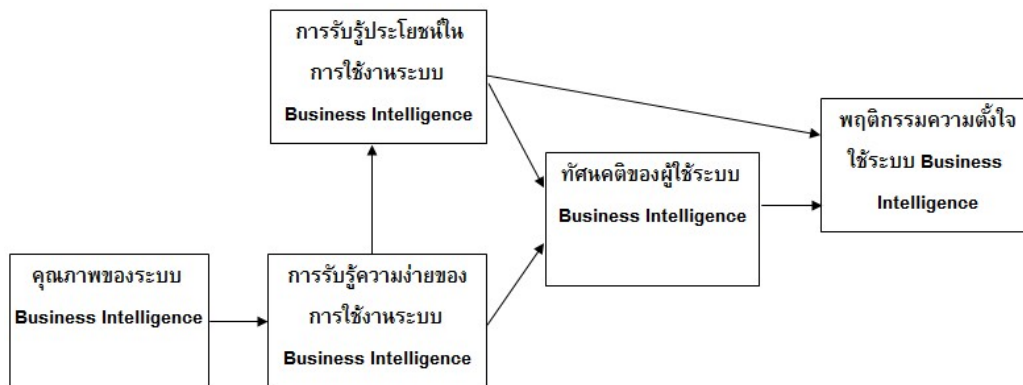 การรับรู้ประโยชน์ใน
การใช้งานระบบ
Business Intelligence
พฤติกรรมความตั้งใจ
ใช้ระบบ Business
Intelligence
ทัศนคติของผู้ใช้ระบบ
Business Intelligence
คุณภาพของระบบ
Business Intelligence
การรับรู้ความง่ายของ
การใช้งานระบบ
Business Intelligence